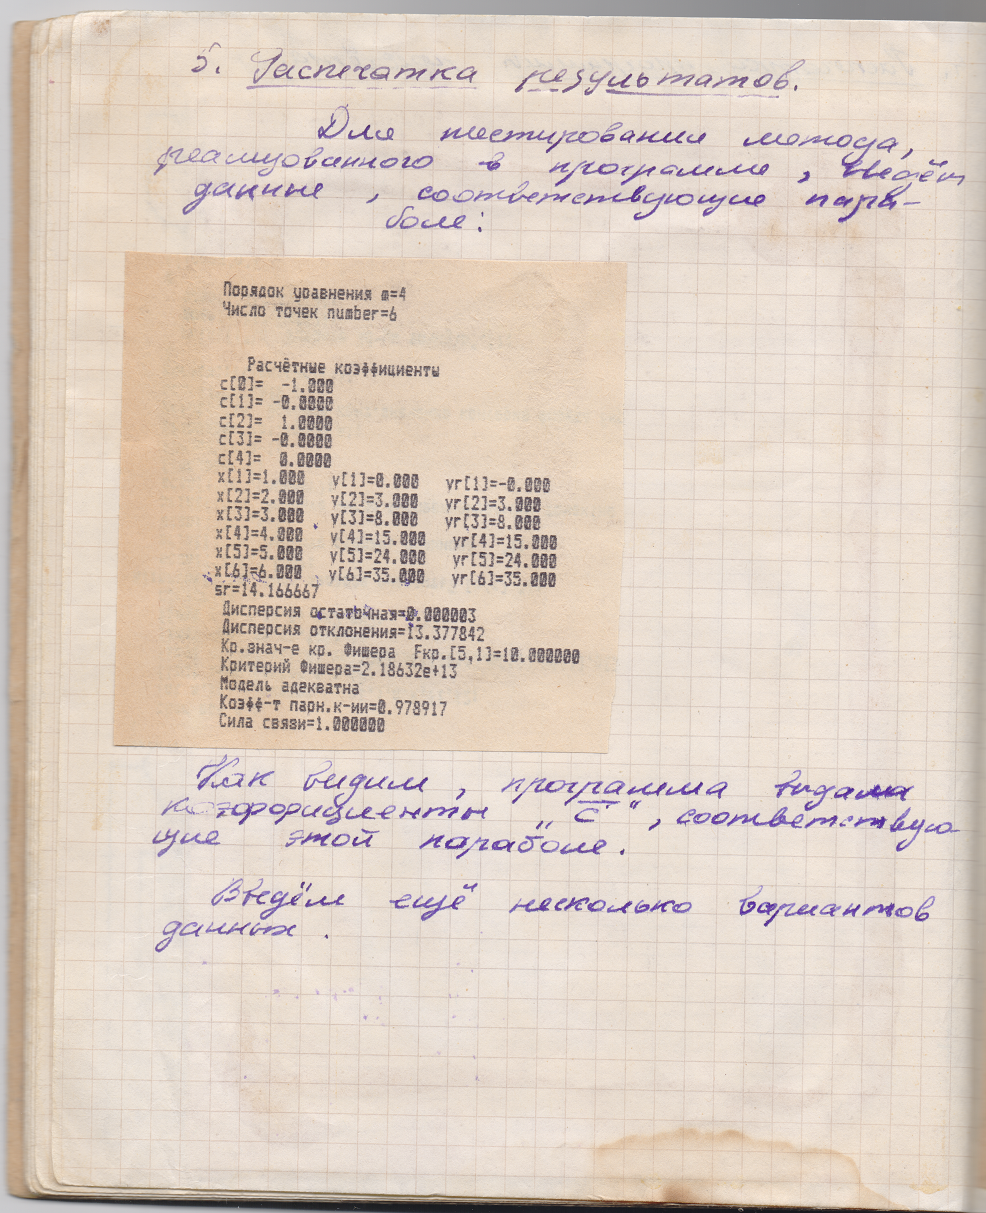 5. Распечатка результатов.
Для тестирования метода,
реализованного в программе, введём
данные, соответствующие пара-
боле:
Порядок уравнения m=4
Число точек number=6
Расчётные коэффициенты
c[0]= -1.000
c[1]= -0.0000
c[2]= 1.0000
c[3]= -0.0000
c[4]= 0.0000
x[1]=1.000 y[1]=0.000 yr[1]=-0.000
x[2]=2.000 y[2]=3.000 yr[2]=3.000
x[3]=3.000 y[3]=8.000 yr[3]=8.000
x[4]=4.000 y[4]=15.000 yr[4]=15.000
x[5]=5.000 y[5]=24.000 yr[5]=24.000
x[6]=6.000 y[6]=35.000 yr[6]=35.000
sr=14.166667
Дисперсия остаточная=0.000003
Дисперсия отклонения=13.377842
Кр.знач-е кр. Фишера Fкр.[5,1]=10.000000
Критерий Фишера=2.18632e+13
Модель адекватна
Коэфф-т парн.к-ии=0.978917
Сила связи=1.000000
Как видим, программа выдала
коэффициенты „C", соответствую-
щие этой параболе.
Введём ещё несколько вариантов
данных.